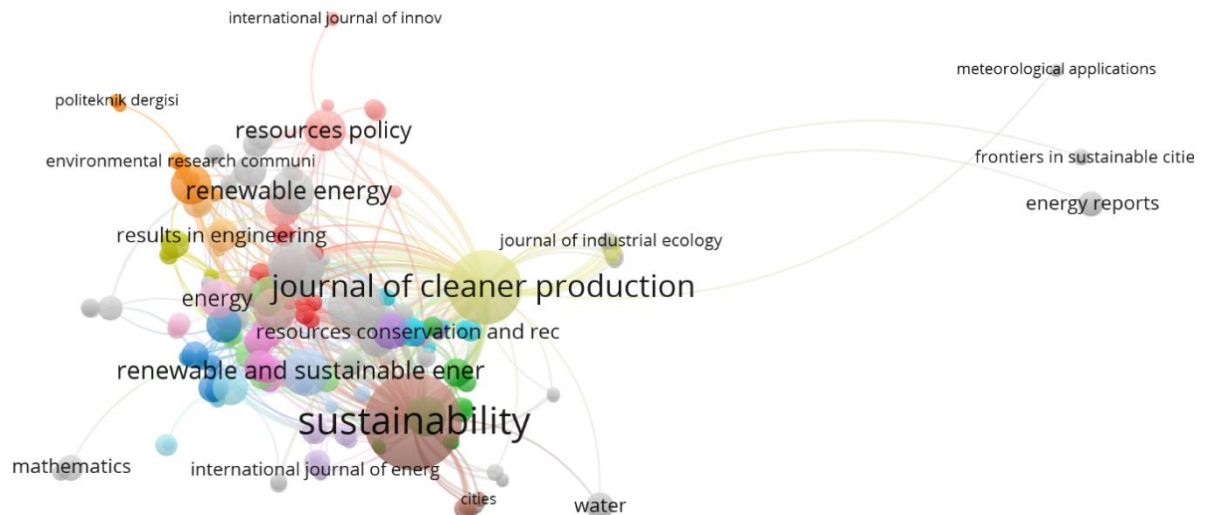 international journal of innov
meteorological applications
politeknik dergisi
resources policy
environmental research communi
frontiers in sustainable citie
renewable energy
energy reports
results in engineering
journal of industrial ecology
journal of cleaner production
energy
resources conservation and rec
renewable and sustainable ener
sustainability
mathematics
international journal of energ
cities
water